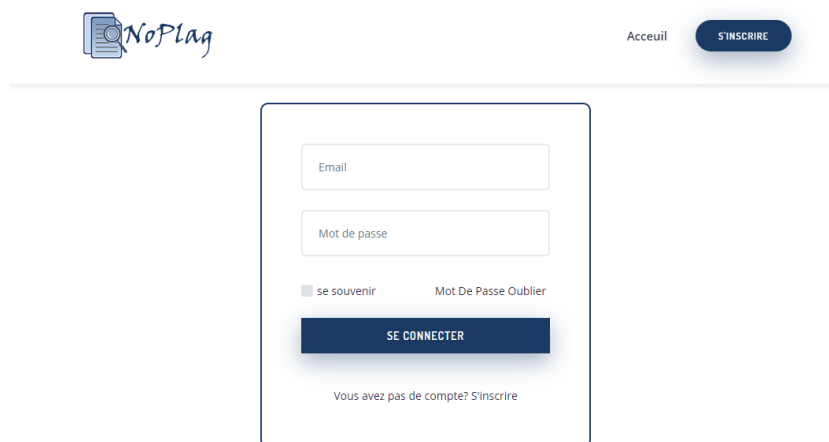 NoPlag
Acceuil
S'INSCRIRE
Email
Mot de passe
se souvenir
Mot De Passe Oublier
SE CONNECTER
Vous avez pas de compte? S'inscrire